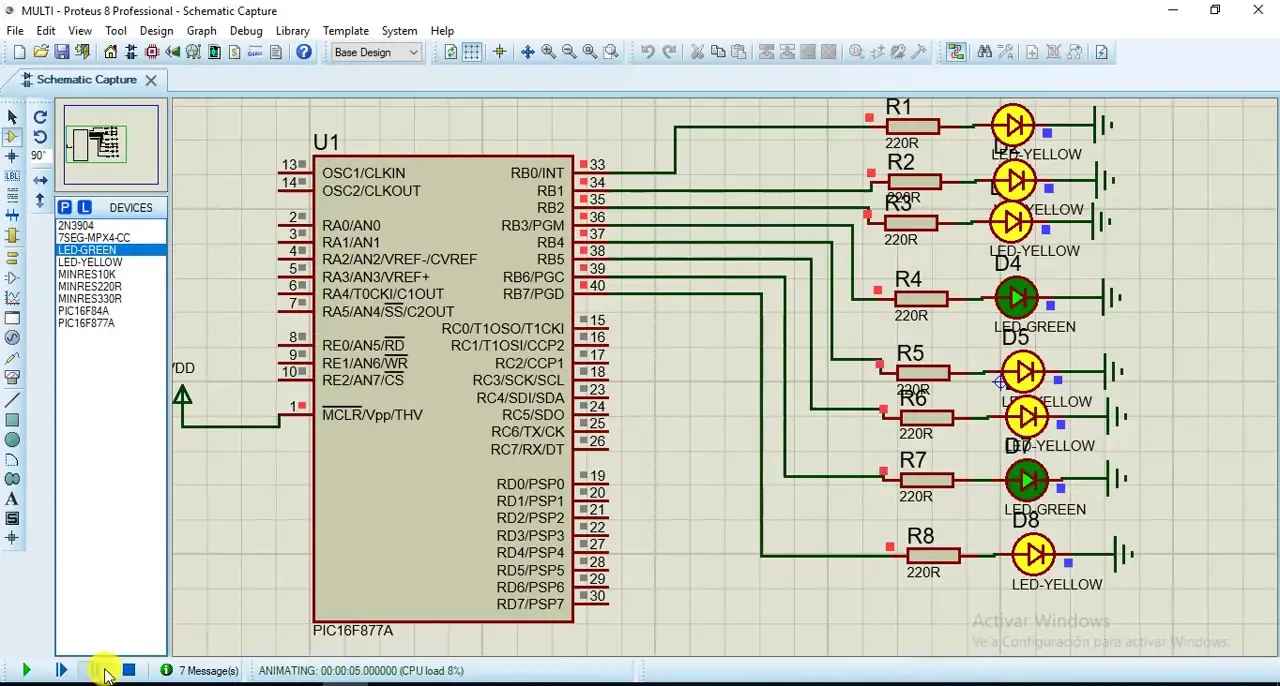 MULTI - Proteus 8 Professional - Schematic Capture
File Edit View Tool Design Graph Debug Library Template System Help
Base Design
Schematic Capture
90°
P L DEVICES
2N3904
7SEG-MPX4-CC
LED-GREEN
LED-YELLOW
MINRES10K
MINRES220R
MINRES330R
PIC16F84A
PIC16F877A
LBL
A
S
VDD
U1
13 OSC1/CLKIN
14 OSC2/CLKOUT
2 RA0/AN0
3 RA1/AN1
4 RA2/AN2/VREF-/CVREF
5 RA3/AN3/VREF+
6 RA4/T0CKI/C1OUT
7 RA5/AN4/SS/C2OUT
8 RE0/AN5/RD
9 RE1/AN6/WR
10 RE2/AN7/CS
1 MCLR/Vpp/THV
RB0/INT 33
RB1 34
RB2 35
RB3/PGM 36
RB4 37
RB5 38
RB6/PGC 39
RB7/PGD 40
RC0/T1OSO/T1CKI 15
RC1/T1OSI/CCP2 16
RC2/CCP1 17
RC3/SCK/SCL 18
RC4/SDI/SDA 23
RC5/SDO 24
RC6/TX/CK 25
RC7/RX/DT 26
RD0/PSP0 19
RD1/PSP1 20
RD2/PSP2 21
RD3/PSP3 22
RD4/PSP4 27
RD5/PSP5 28
RD6/PSP6 29
RD7/PSP7 30
PIC16F877A
R1
220R
LED-YELLOW
R2
220R
D2
LED-YELLOW
R3
220R
LED-YELLOW
R4
220R
D4
LED-GREEN
R5
220R
D5
LED-YELLOW
R6
220R
LED-YELLOW
R7
220R
D7
LED-GREEN
R8
220R
D8
LED-YELLOW
Activar Windows
Ve a Configuración para activar Windows.
7 Message(s) ANIMATING: 00:00:05.000000 (CPU load 8%)